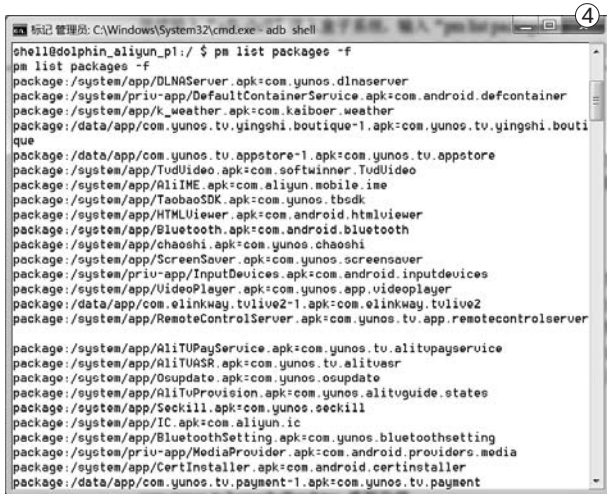 ④
标记 管理员: C:\Windows\System32\cmd.exe - adb shell
shell@dolphin_aliyun_p1:/ $ pm list packages -f
pm list packages -f
package:/system/app/DLNAServer.apk=com.yunos.dlnaserver
package:/system/priv-app/DefaultContainerService.apk=com.android.defcontainer
package:/system/app/k_weather.apk=com.kaiboer.weather
package:/data/app/com.yunos.tv.yingshi.boutique-1.apk=com.yunos.tv.yingshi.bouti
que
package:/data/app/com.yunos.tv.appstore-1.apk=com.yunos.tv.appstore
package:/system/app/TvdVideo.apk=com.softwinner.TvdVideo
package:/system/app/AliIME.apk=com.aliyun.mobile.ime
package:/system/app/TaobaoSDK.apk=com.yunos.tbsdk
package:/system/app/HTMLViewer.apk=com.android.htmlviewer
package:/system/app/Bluetooth.apk=com.android.bluetooth
package:/system/app/chaoshi.apk=com.yunos.chaoshi
package:/system/app/ScreenSaver.apk=com.yunos.screensaver
package:/system/priv-app/InputDevices.apk=com.android.inputdevices
package:/system/app/VideoPlayer.apk=com.yunos.app.videoplayer
package:/data/app/com.elinkway.tvlive2-1.apk=com.elinkway.tvlive2
package:/system/app/RemoteControlServer.apk=com.yunos.tv.app.remotecontrolserver
package:/system/app/AliTVPayService.apk=com.yunos.tv.alitvpayservice
package:/system/app/AliTVASR.apk=com.yunos.tv.alitvasr
package:/system/app/Osupdate.apk=com.yunos.osupdate
package:/system/app/AliTvProvision.apk=com.yunos.alitvguide.states
package:/system/app/Seckill.apk=com.yunos.seckill
package:/system/app/IC.apk=com.aliyun.ic
package:/system/app/BluetoothSetting.apk=com.yunos.bluetoothsetting
package:/system/priv-app/MediaProvider.apk=com.android.providers.media
package:/system/app/CertInstaller.apk=com.android.certinstaller
package:/data/app/com.yunos.tv.payment-1.apk=com.yunos.tv.payment